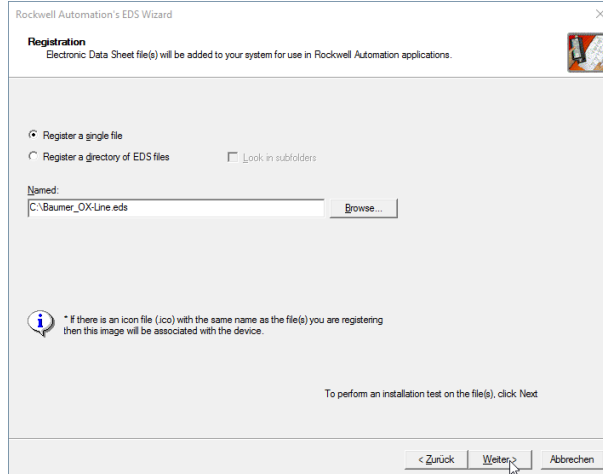 Rockwell Automation's EDS Wizard
Registration
Electronic Data Sheet file(s) will be added to your system for use in Rockwell Automation applications.
Register a single file
Register a directory of EDS files
Look in subfolders
Named:
C:\Baumer_OX-Line.eds
Browse...
* If there is an icon file (.ico) with the same name as the file(s) you are registering
then this image will be associated with the device.
To perform an installation test on the file(s), click Next
< Zurück
Weiter >
Abbrechen